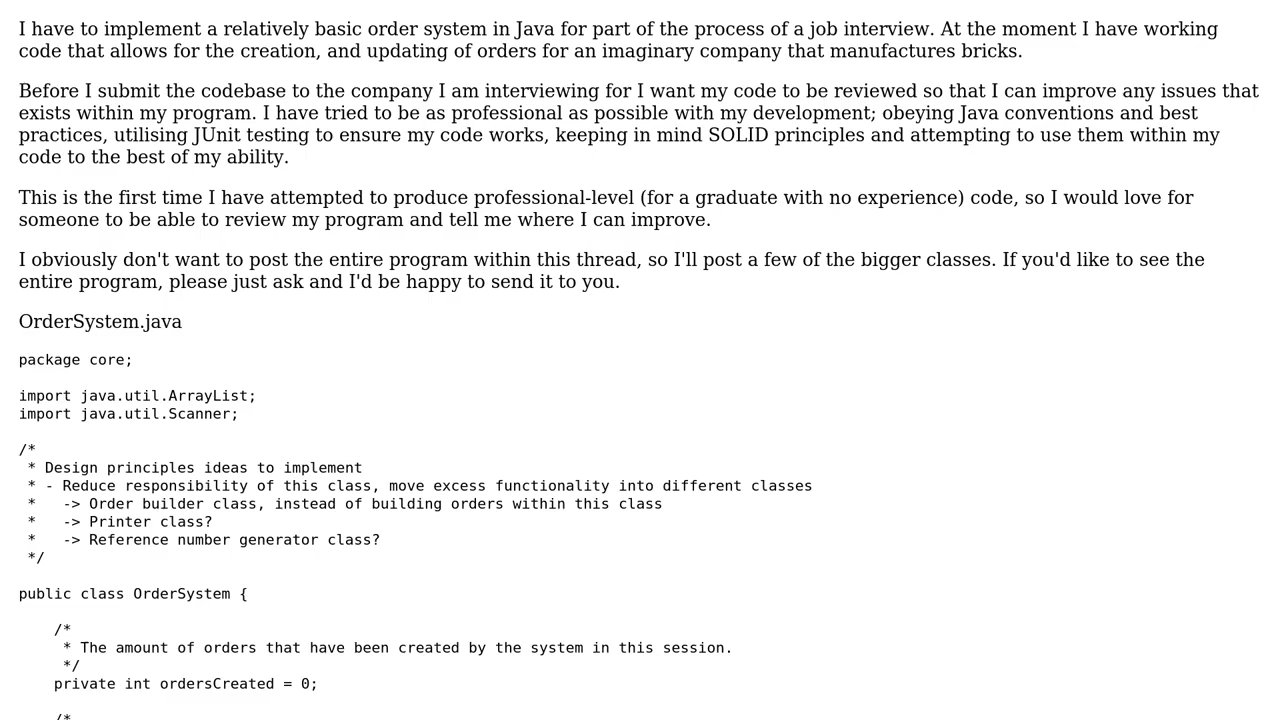 I have to implement a relatively basic order system in Java for part of the process of a job interview. At the moment I have working
code that allows for the creation, and updating of orders for an imaginary company that manufactures bricks.
Before I submit the codebase to the company I am interviewing for I want my code to be reviewed so that I can improve any issues that
exists within my program. I have tried to be as professional as possible with my development; obeying Java conventions and best
practices, utilising JUnit testing to ensure my code works, keeping in mind SOLID principles and attempting to use them within my
code to the best of my ability.
This is the first time I have attempted to produce professional-level (for a graduate with no experience) code, so I would love for
someone to be able to review my program and tell me where I can improve.
I obviously don't want to post the entire program within this thread, so I'll post a few of the bigger classes. If you'd like to see the
entire program, please just ask and I'd be happy to send it to you.
OrderSystem.java
package core;
import java.util.ArrayList;
import java.util.Scanner;
/*
 * Design principles ideas to implement
 * - Reduce responsibility of this class, move excess functionality into different classes
 *   -> Order builder class, instead of building orders within this class
 *   -> Printer class?
 *   -> Reference number generator class?
 */
public class OrderSystem {
    /*
     * The amount of orders that have been created by the system in this session.
     */
    private int ordersCreated = 0;
    /*